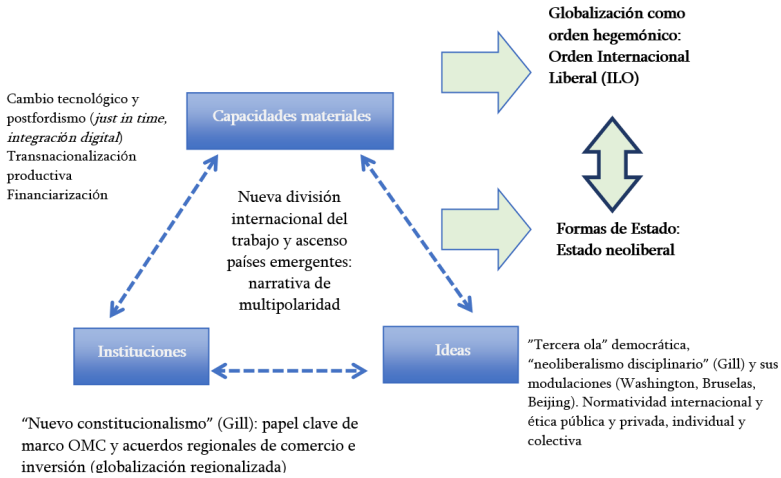 Globalización como
orden hegemónico:
Orden Internacional
Liberal (ILO)
Cambio tecnológico y
postfordismo (just in time,
integración digital)
Transnacionalización
productiva
Financiarización
Capacidades materiales
Nueva división
internacional del
trabajo y ascenso
países emergentes:
narrativa de
multipolaridad
Formas de Estado:
Estado neoliberal
Instituciones
Ideas
"Tercera ola" democrática,
"neoliberalismo disciplinario" (Gill) y sus
modulaciones (Washington, Bruselas,
Beijing). Normatividad internacional y
ética pública y privada, individual y
colectiva
"Nuevo constitucionalismo" (Gill): papel clave de
marco OMC y acuerdos regionales de comercio e
inversión (globalización regionalizada)